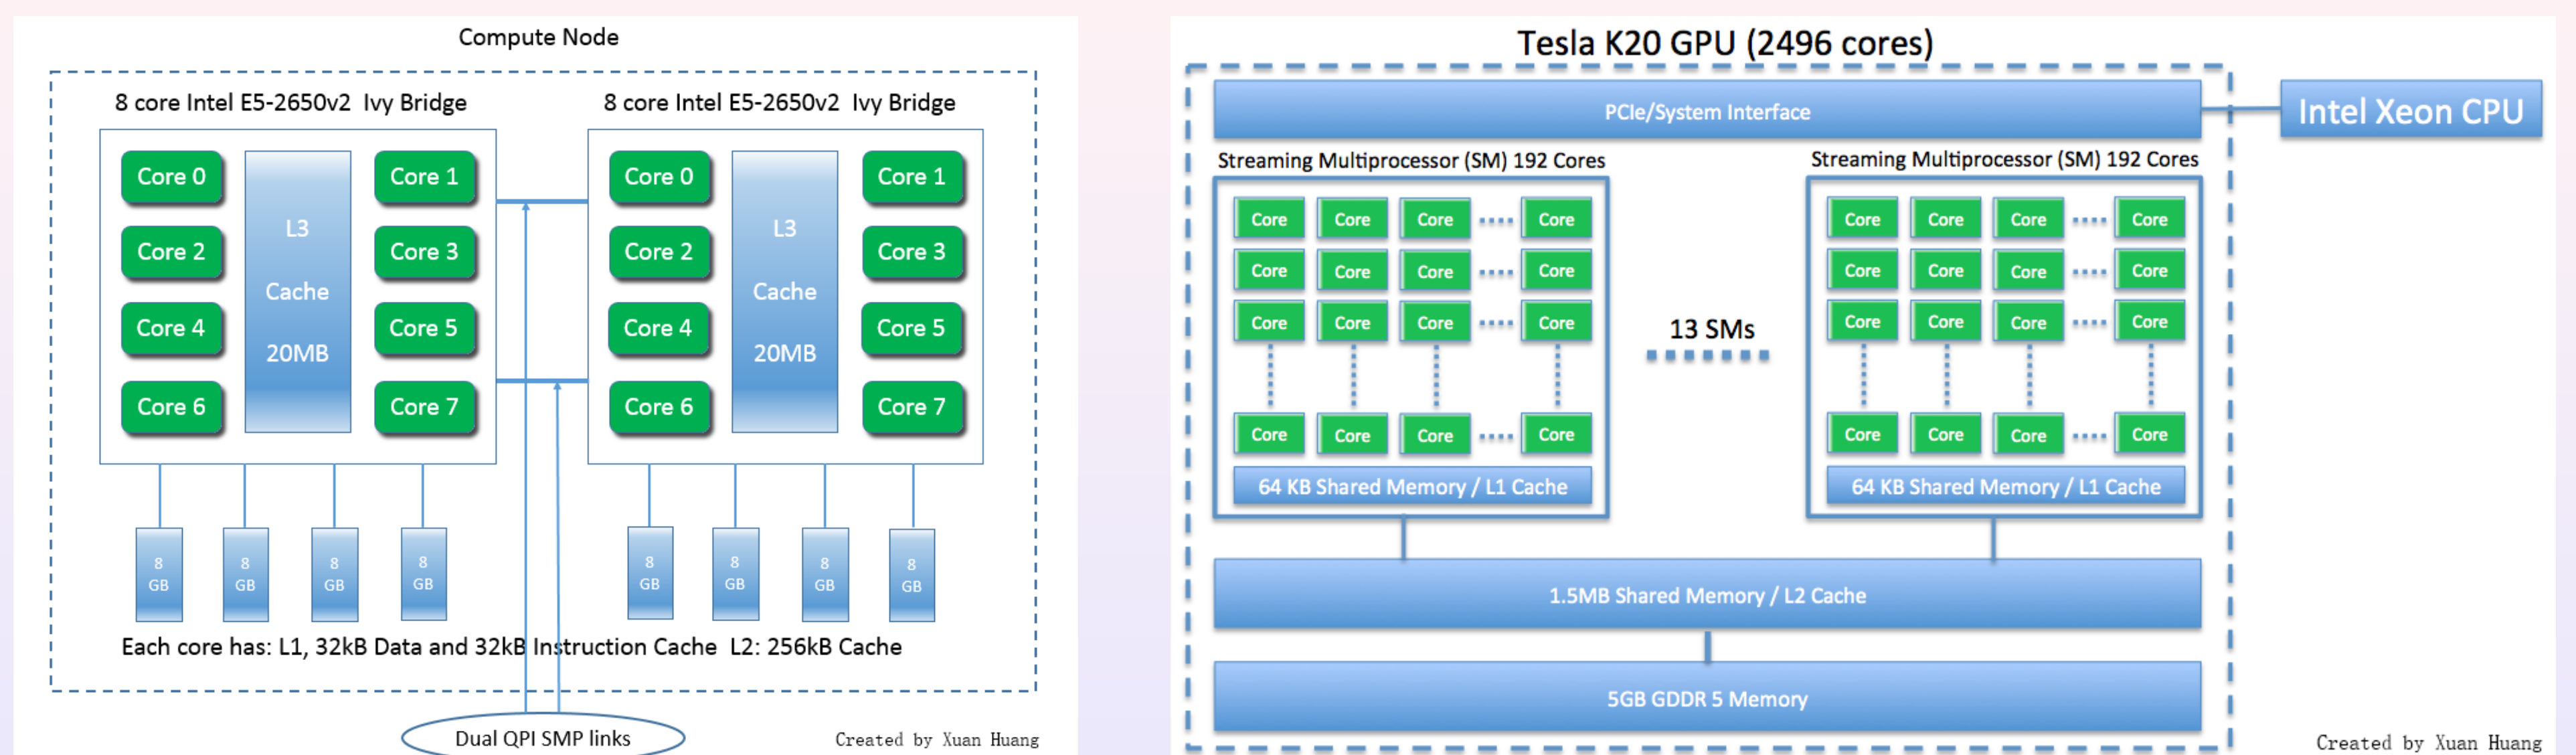 Compute Node
8 core Intel E5-2650v2 Ivy Bridge
8 core Intel E5-2650v2 Ivy Bridge
Core 0
Core 1
Core 2
Core 3
Core 4
Core 5
Core 6
Core 7
L3
Cache
20MB
Core 0
Core 1
Core 2
Core 3
Core 4
Core 5
Core 6
Core 7
L3
Cache
20MB
8
GB
8
GB
8
GB
8
GB
8
GB
8
GB
8
GB
8
GB
Each core has: L1, 32kB Data and 32kB Instruction Cache L2: 256kB Cache
Dual QPI SMP links
Created by Xuan Huang
Tesla K20 GPU (2496 cores)
PCIe/System Interface
Intel Xeon CPU
Streaming Multiprocessor (SM) 192 Cores
Core Core Core Core
Core Core Core Core
Core Core Core Core
Core Core Core Core
64 KB Shared Memory / L1 Cache
13 SMs
Streaming Multiprocessor (SM) 192 Cores
Core Core Core Core
Core Core Core Core
Core Core Core Core
Core Core Core Core
64 KB Shared Memory / L1 Cache
1.5MB Shared Memory / L2 Cache
5GB GDDR 5 Memory
Created by Xuan Huang